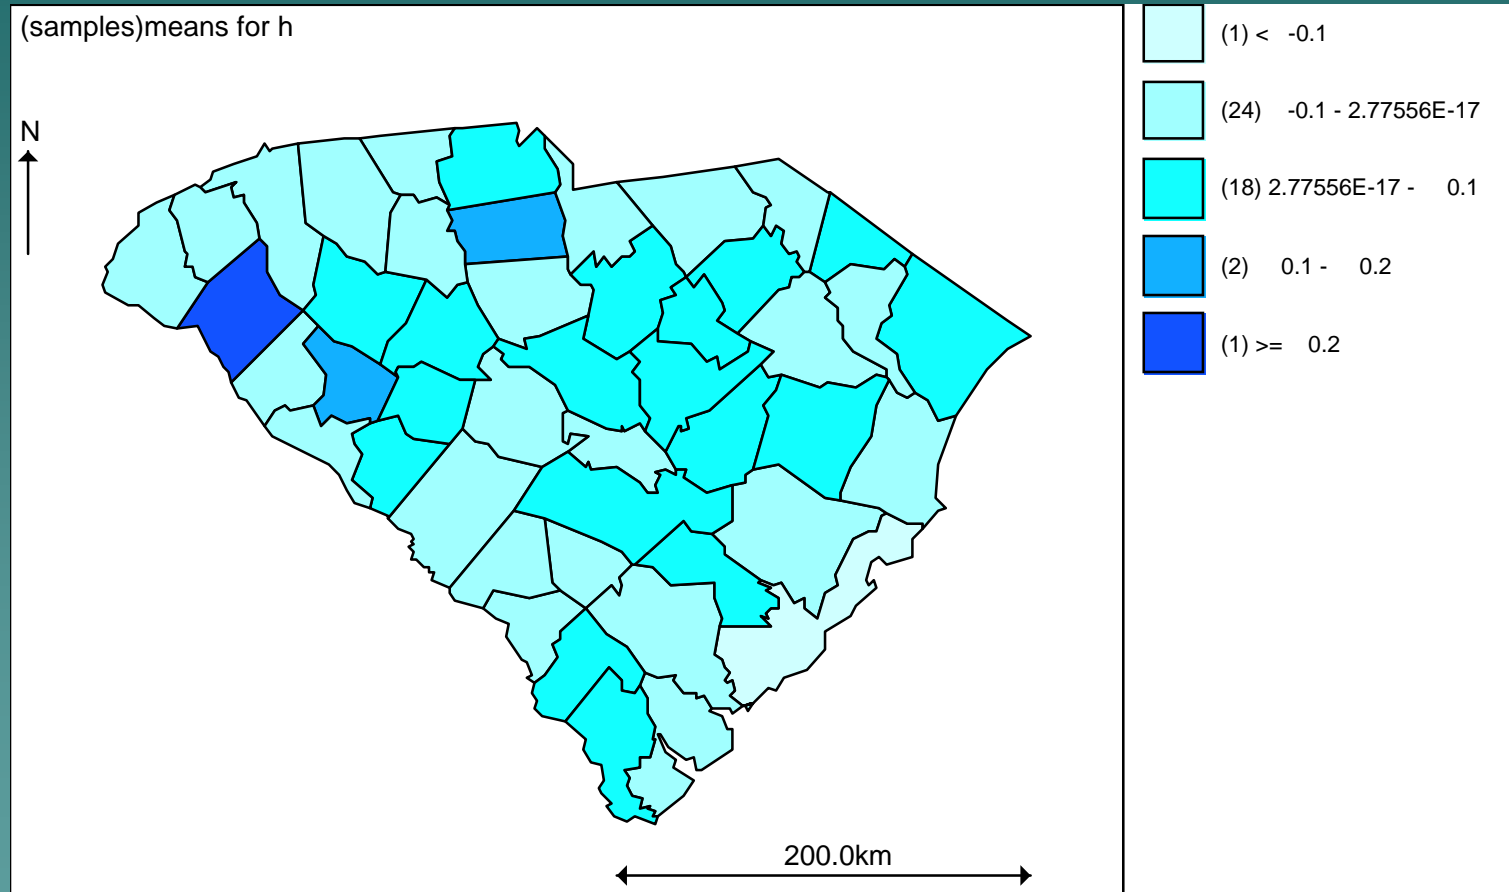 (samples)means for h
N
200.0km
(1) < -0.1
(24) -0.1 - 2.77556E-17
(18) 2.77556E-17 - 0.1
(2) 0.1 - 0.2
(1) >= 0.2